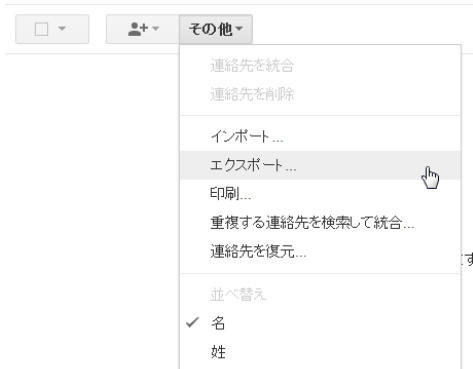 その他
連絡先を統合
連絡先を削除
インポート...
エクスポート...
印刷...
重複する連絡先を検索して統合...
連絡先を復元...
す
並べ替え
名
姓